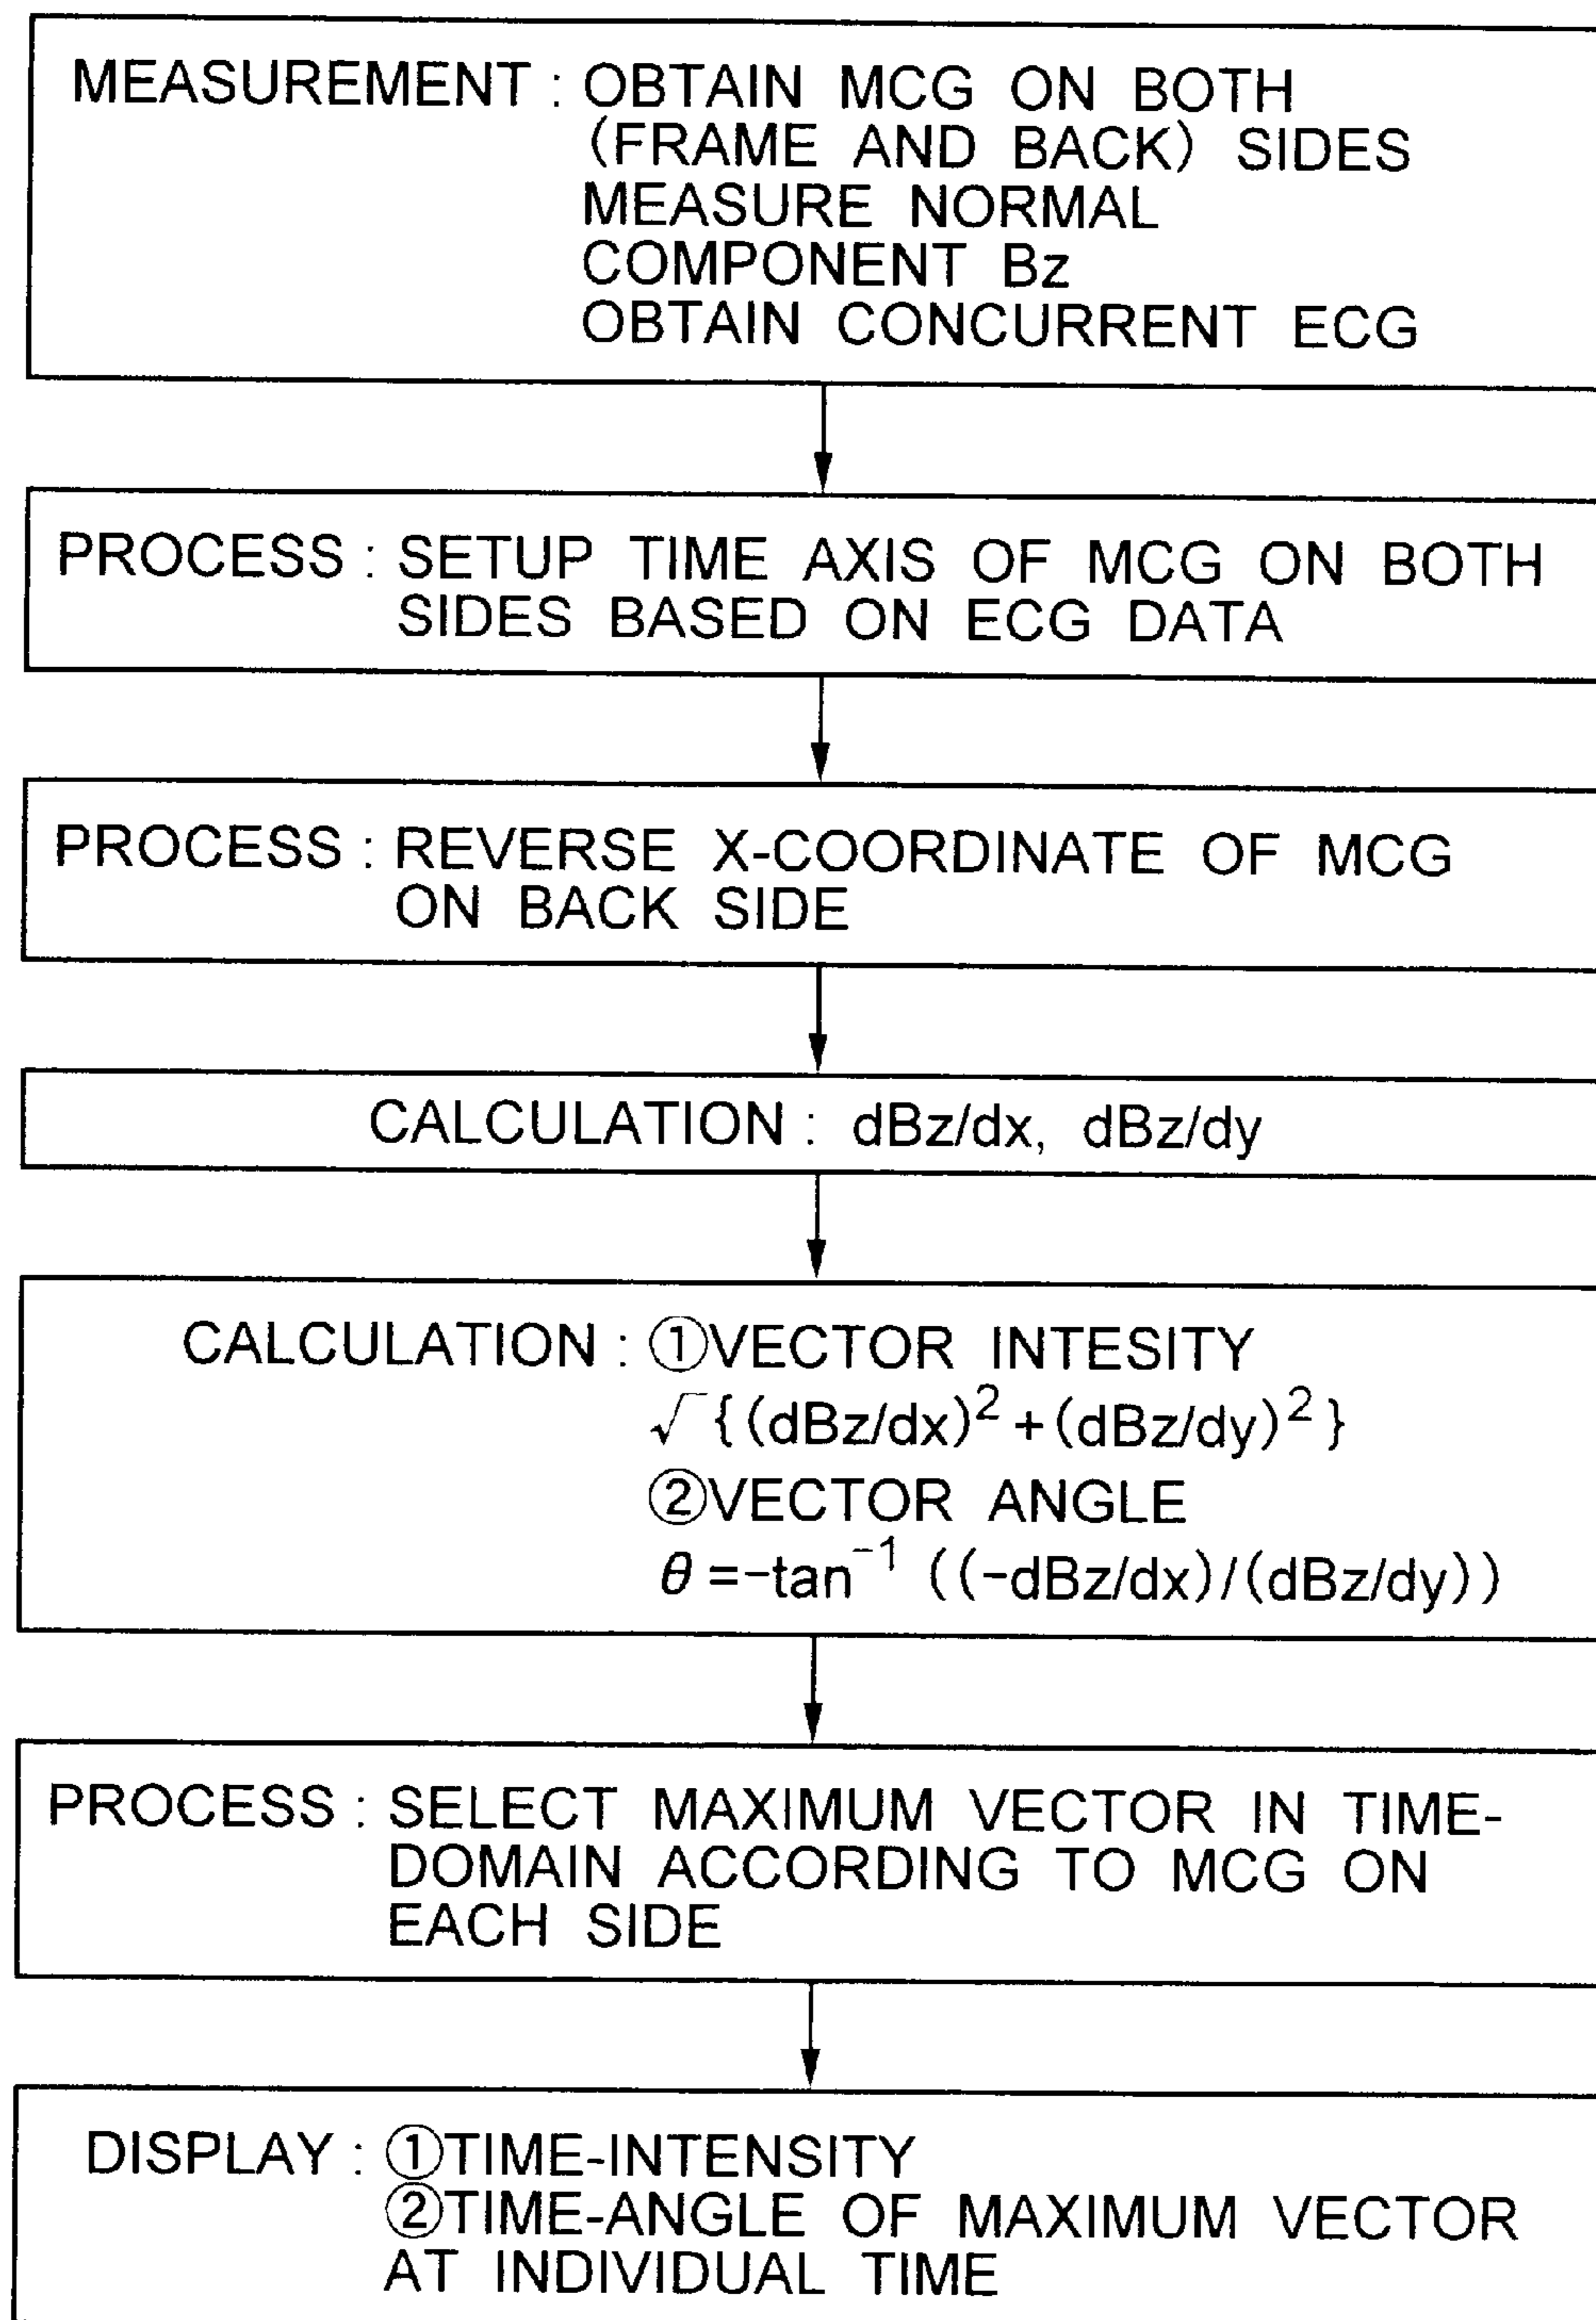 MEASUREMENT : OBTAIN MCG ON BOTH
(FRAME AND BACK) SIDES
MEASURE NORMAL
COMPONENT Bz
OBTAIN CONCURRENT ECG
PROCESS : SETUP TIME AXIS OF MCG ON BOTH
SIDES BASED ON ECG DATA
PROCESS : REVERSE X-COORDINATE OF MCG
ON BACK SIDE
CALCULATION : dBz/dx, dBz/dy
CALCULATION : ①VECTOR INTESITY
√{(dBz/dx)²+(dBz/dy)²}
②VECTOR ANGLE
θ=-tan⁻¹ ((-dBz/dx)/(dBz/dy))
PROCESS : SELECT MAXIMUM VECTOR IN TIME-
DOMAIN ACCORDING TO MCG ON
EACH SIDE
DISPLAY : ①TIME-INTENSITY
②TIME-ANGLE OF MAXIMUM VECTOR
AT INDIVIDUAL TIME